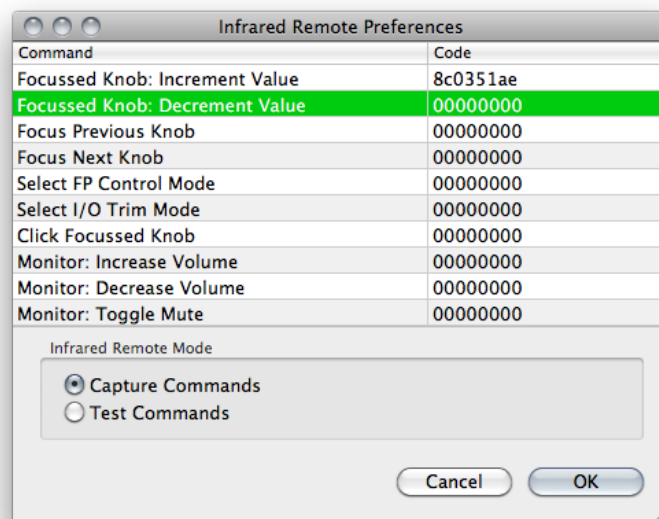 Infrared Remote Preferences
Command Code
Focussed Knob: Increment Value 8c0351ae
Focussed Knob: Decrement Value 00000000
Focus Previous Knob 00000000
Focus Next Knob 00000000
Select FP Control Mode 00000000
Select I/O Trim Mode 00000000
Click Focussed Knob 00000000
Monitor: Increase Volume 00000000
Monitor: Decrease Volume 00000000
Monitor: Toggle Mute 00000000
Infrared Remote Mode
Capture Commands
Test Commands
Cancel OK